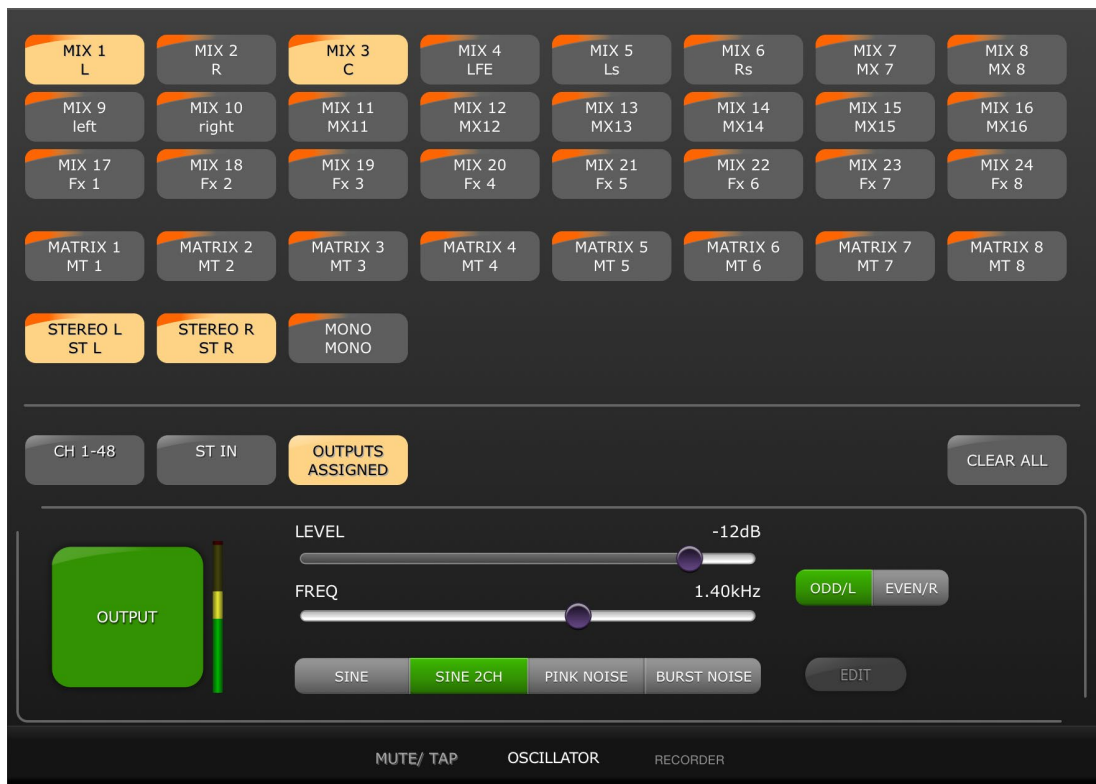 MIX 1 MIX 2 MIX 3 MIX 4 MIX 5 MIX 6 MIX 7 MIX 8
L R C LFE Ls Rs MX 7 MX 8
MIX 9 MIX 10 MIX 11 MIX 12 MIX 13 MIX 14 MIX 15 MIX 16
left right MX11 MX12 MX13 MX14 MX15 MX16
MIX 17 MIX 18 MIX 19 MIX 20 MIX 21 MIX 22 MIX 23 MIX 24
Fx 1 Fx 2 Fx 3 Fx 4 Fx 5 Fx 6 Fx 7 Fx 8
MATRIX 1 MATRIX 2 MATRIX 3 MATRIX 4 MATRIX 5 MATRIX 6 MATRIX 7 MATRIX 8
MT 1 MT 2 MT 3 MT 4 MT 5 MT 6 MT 7 MT 8
STEREO L STEREO R MONO
ST L ST R MONO
CH 1-48 ST IN OUTPUTS
ASSIGNED CLEAR ALL
LEVEL -12dB
FREQ 1.40kHz
ODD/L EVEN/R
OUTPUT
SINE SINE 2CH PINK NOISE BURST NOISE EDIT
MUTE/ TAP OSCILLATOR RECORDER